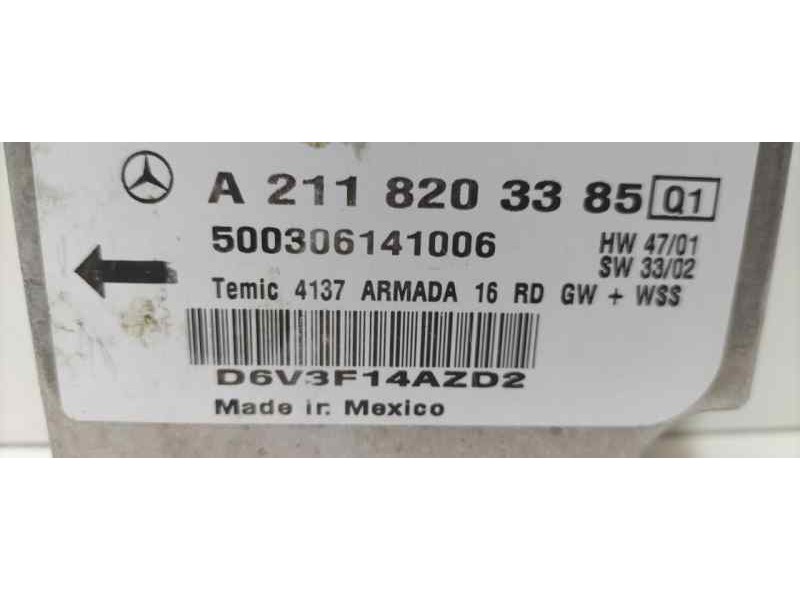 A 211 820 33 85 Q1
500306141006
HW 47/01
SW 33/02
Temic 4137 ARMADA 16 RD GW + WSS
D6V3F14AZD2
Made in Mexico